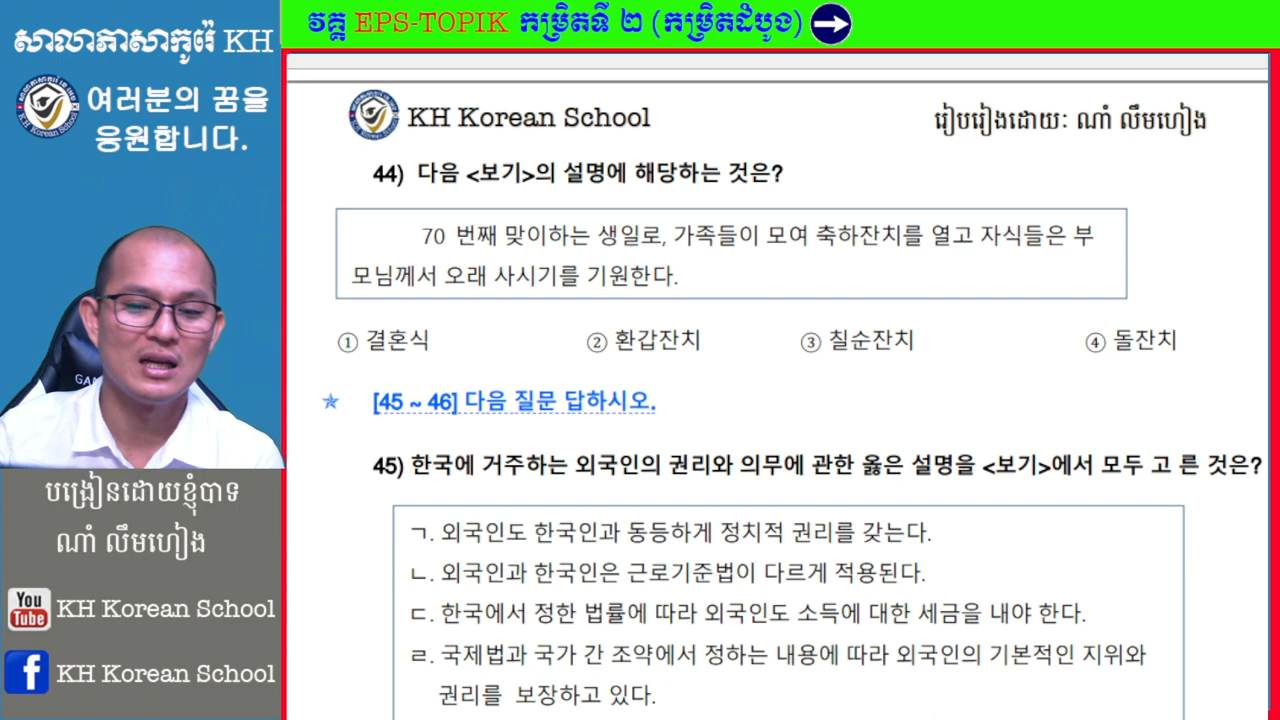 សាលាភាសាកូរ៉េ KH
여러분의 꿈을
응원합니다.
វគ្គ EPS-TOPIK កម្រិតទី ២ (កម្រិតដំបូង)
KH Korean School
រៀបរៀងដោយ: ណាំ លឹមហៀង
44) 다음 <보기>의 설명에 해당하는 것은?
70 번째 맞이하는 생일로, 가족들이 모여 축하잔치를 열고 자식들은 부
모님께서 오래 사시기를 기원한다.
① 결혼식 ② 환갑잔치 ③ 칠순잔치 ④ 돌잔치
[45 ~ 46] 다음 질문 답하시오.
45) 한국에 거주하는 외국인의 권리와 의무에 관한 옳은 설명을 <보기>에서 모두 고 른 것은?
ㄱ. 외국인도 한국인과 동등하게 정치적 권리를 갖는다.
ㄴ. 외국인과 한국인은 근로기준법이 다르게 적용된다.
ㄷ. 한국에서 정한 법률에 따라 외국인도 소득에 대한 세금을 내야 한다.
ㄹ. 국제법과 국가 간 조약에서 정하는 내용에 따라 외국인의 기본적인 지위와
권리를 보장하고 있다.
បង្រៀនដោយខ្ញុំបាទ
ណាំ លឹមហៀង
You Tube KH Korean School
f KH Korean School